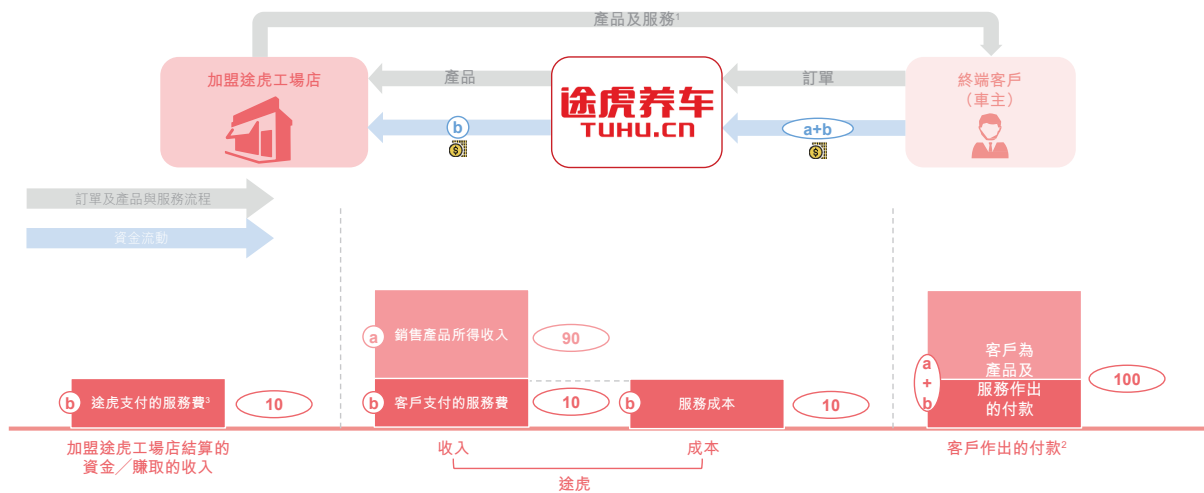 產品及服務¹
加盟途虎工場店
產品
途虎养车
TUHU.CN
訂單
終端客戶
（車主）
b
a+b
訂單及產品與服務流程
資金流動
a
銷售產品所得收入
90
b
途虎支付的服務費³
10
b
客戶支付的服務費
10
b
服務成本
10
a
+
b
客戶為
產品及
服務作出
的付款
100
加盟途虎工場店結算的
資金╱賺取的收入
收入
成本
客戶作出的付款²
途虎